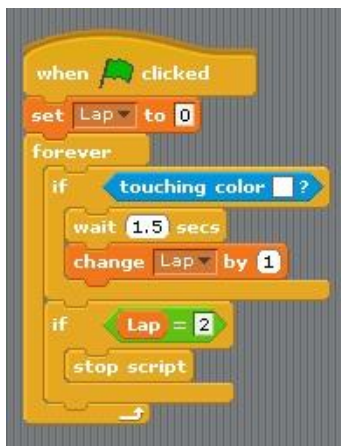 when clicked
set Lap to 0
forever
if touching color ?
wait 1.5 secs
change Lap by 1
if Lap = 2
stop script